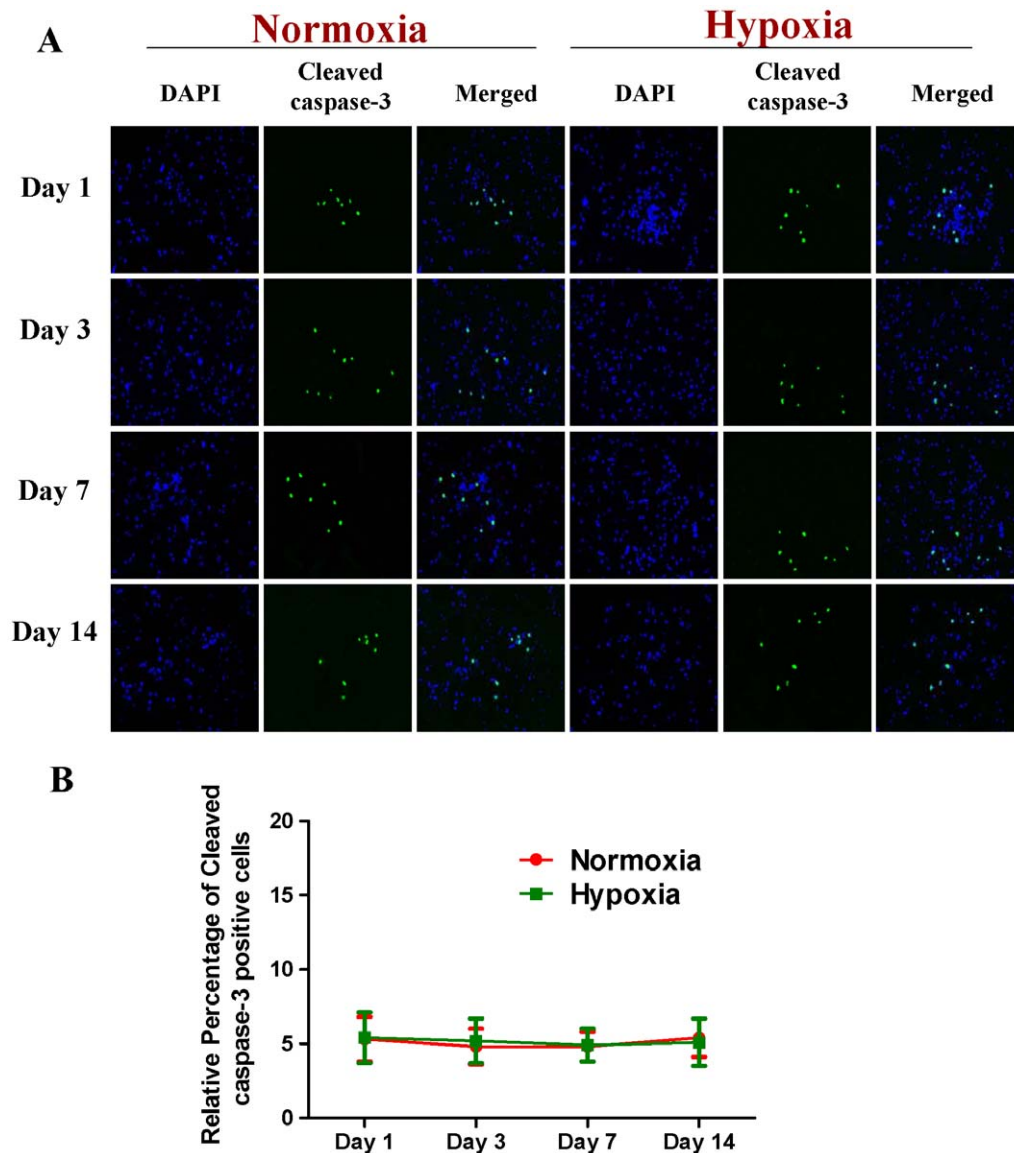 A
Normoxia
Hypoxia
DAPI
Cleaved
caspase-3
Merged
DAPI
Cleaved
caspase-3
Merged
Day 1
Day 3
Day 7
Day 14
B
Relative Percentage of Cleaved
caspase-3 positive cells
20
15
10
5
0
Normoxia
Hypoxia
Day 1
Day 3
Day 7
Day 14